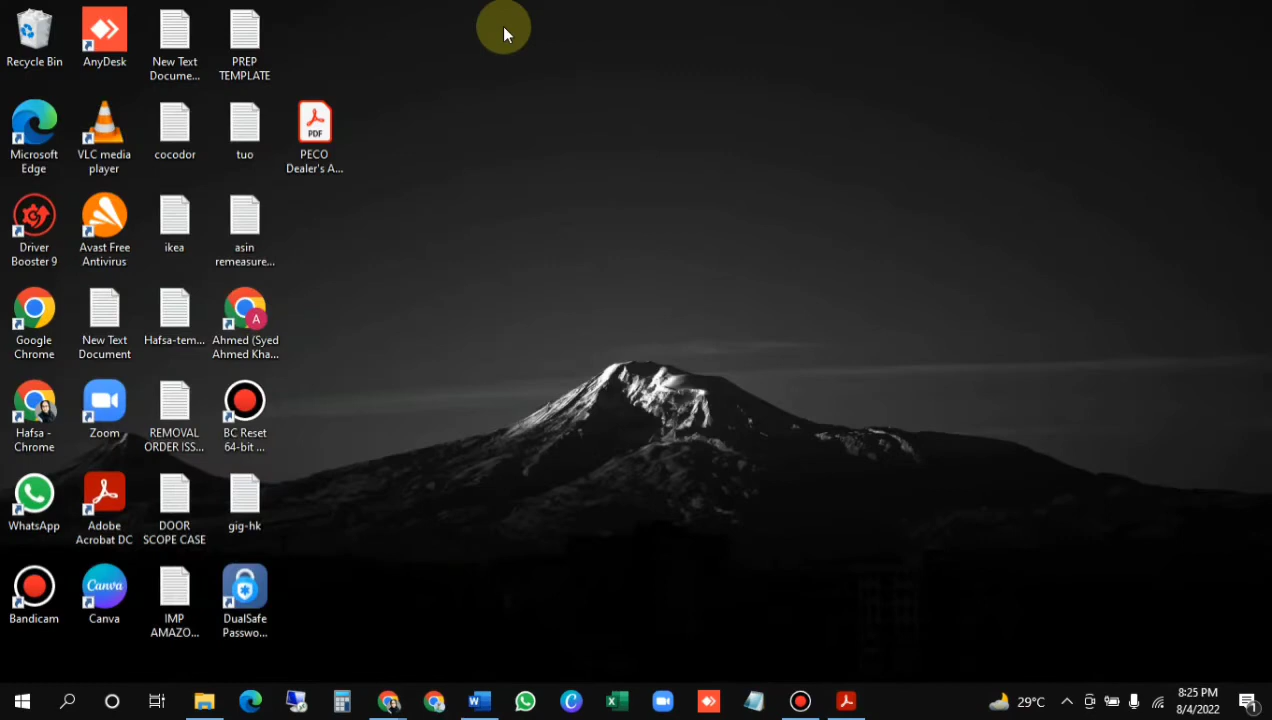 Recycle Bin
AnyDesk
New Text
Docume...
PREP
TEMPLATE
Microsoft
Edge
VLC media
player
cocodor
tuo
PDF
PECO
Dealer's A...
Driver
Booster 9
Avast Free
Antivirus
ikea
asin
remeasure...
Google
Chrome
New Text
Document
Hafsa-tem...
A
Ahmed (Syed
Ahmed Kha...
Hafsa -
Chrome
Zoom
REMOVAL
ORDER ISS...
BC Reset
64-bit ...
WhatsApp
Adobe
Acrobat DC
DOOR
SCOPE CASE
gig-hk
Bandicam
Canva
Canva
IMP
AMAZO...
DualSafe
Passwo...
29°C
8:25 PM
8/4/2022
1